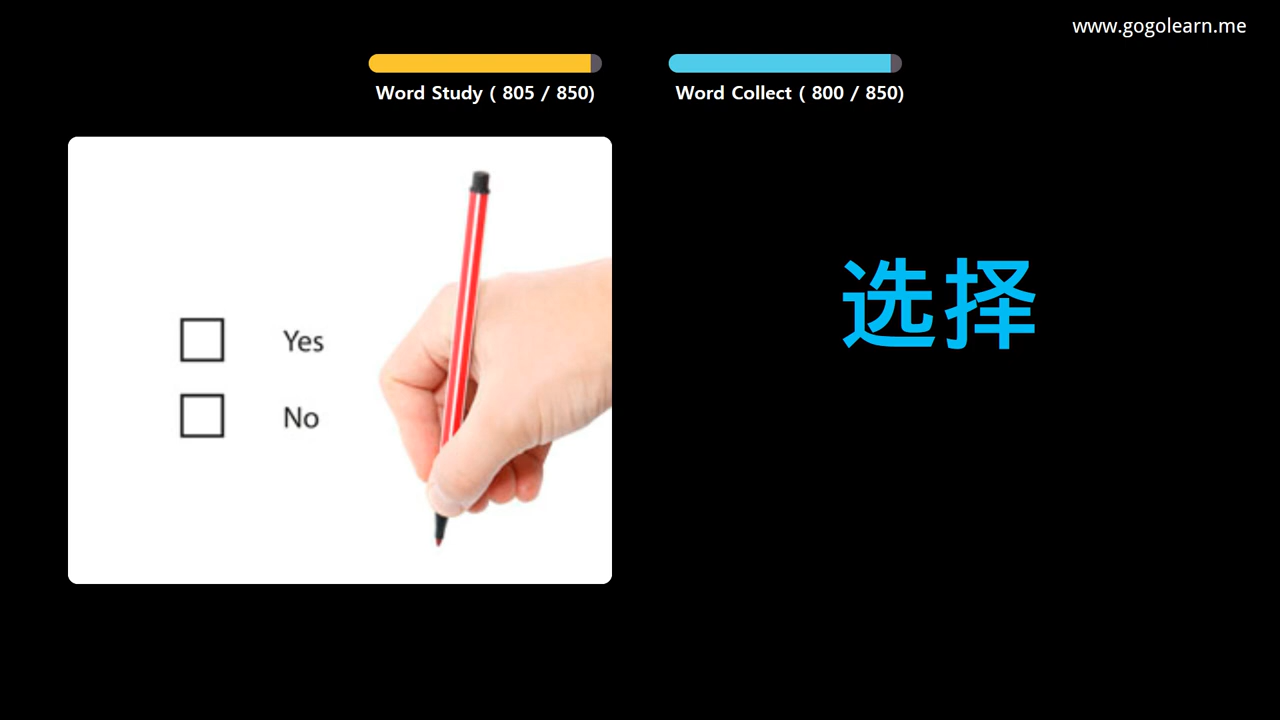 www.gogolearn.me
Word Study ( 805 / 850)
Word Collect ( 800 / 850)
Yes
No
选择